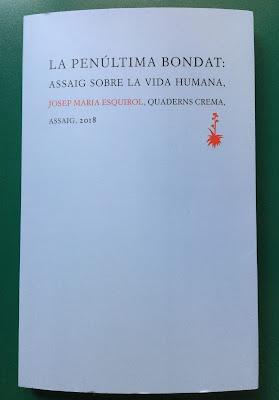 LA PENÚLTIMA BONDAT:
ASSAIG SOBRE LA VIDA HUMANA,
JOSEP MARIA ESQUIROL, QUADERNS CREMA,
ASSAIG, 2018